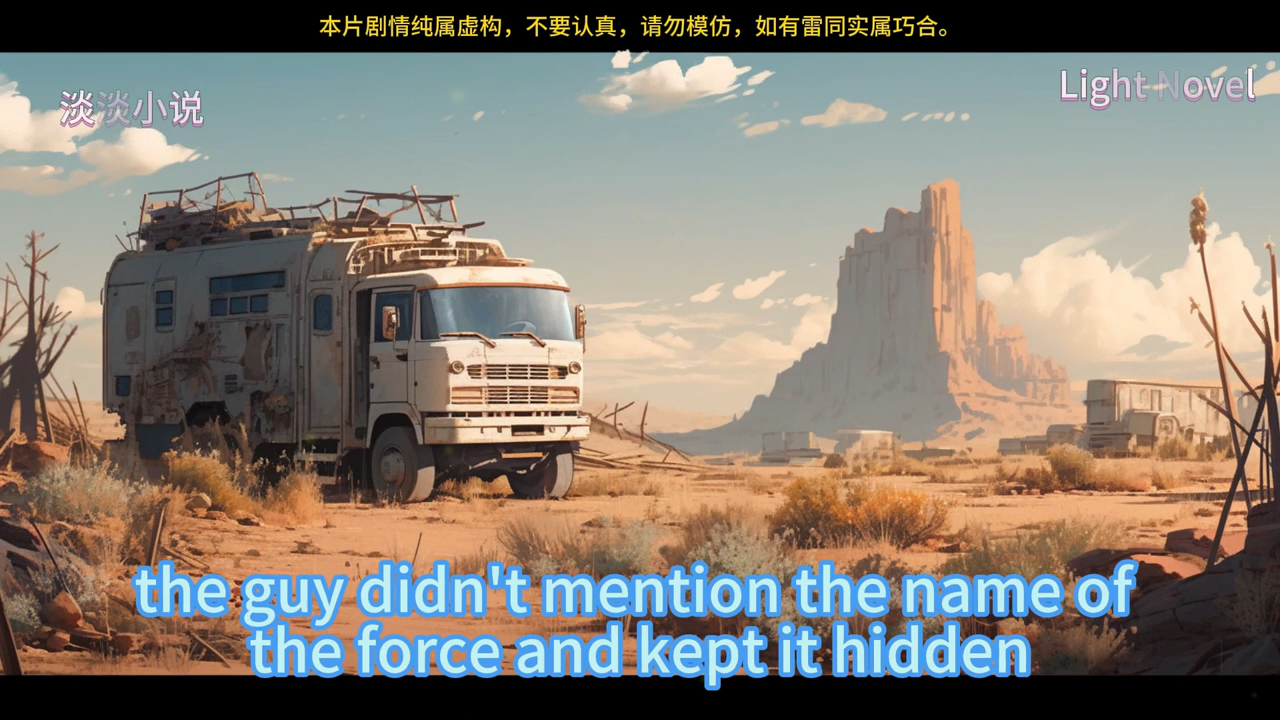 本片剧情纯属虚构，不要认真，请勿模仿，如有雷同实属巧合。
淡淡小说
Light Novel
the guy didn't mention the name of
the force and kept it hidden